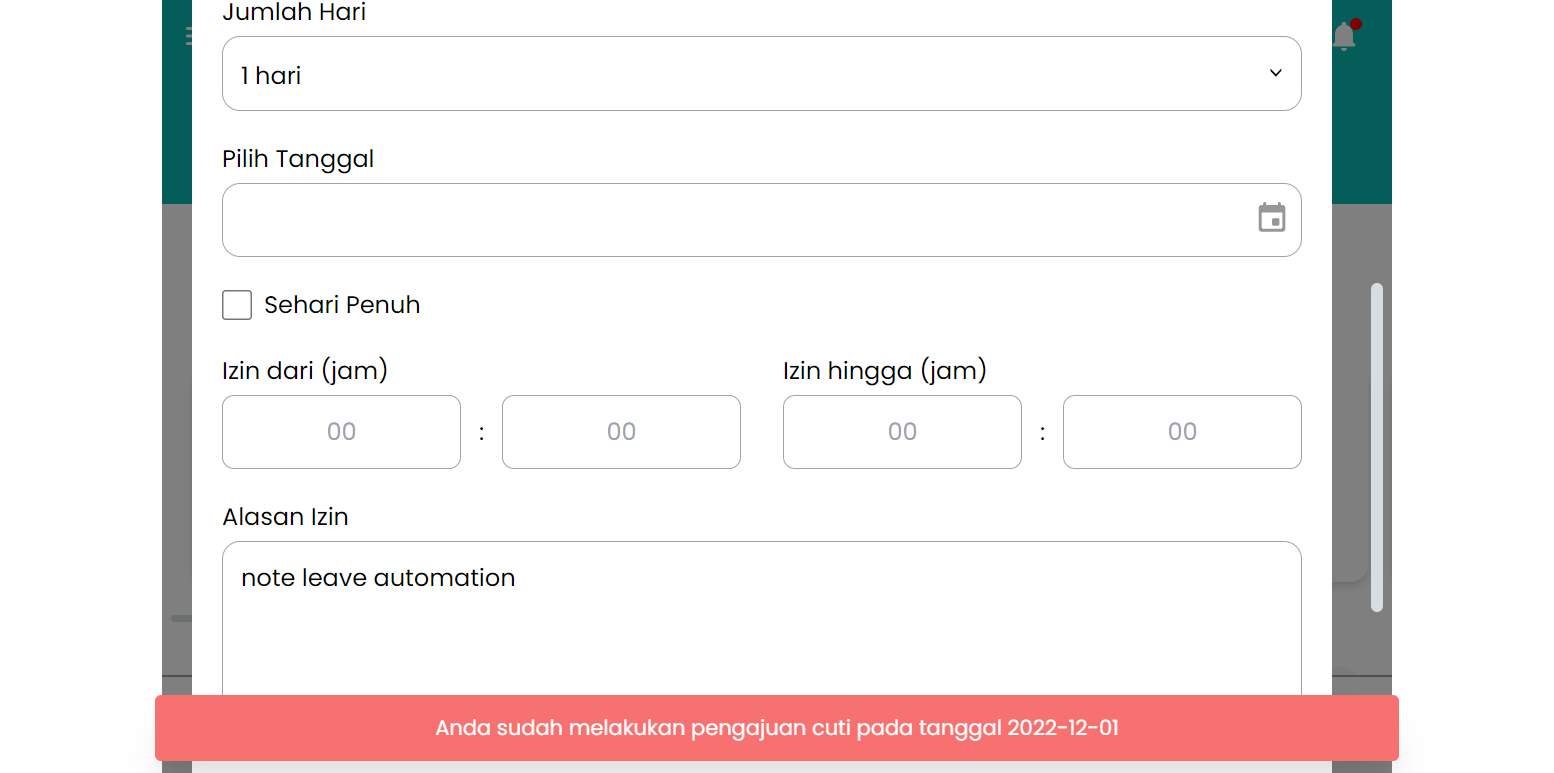 Jumlah Hari
1 hari
Pilih Tanggal
Sehari Penuh
Izin dari (jam) Izin hingga (jam)
00 : 00 00 : 00
Alasan Izin
note leave automation
Anda sudah melakukan pengajuan cuti pada tanggal 2022-12-01